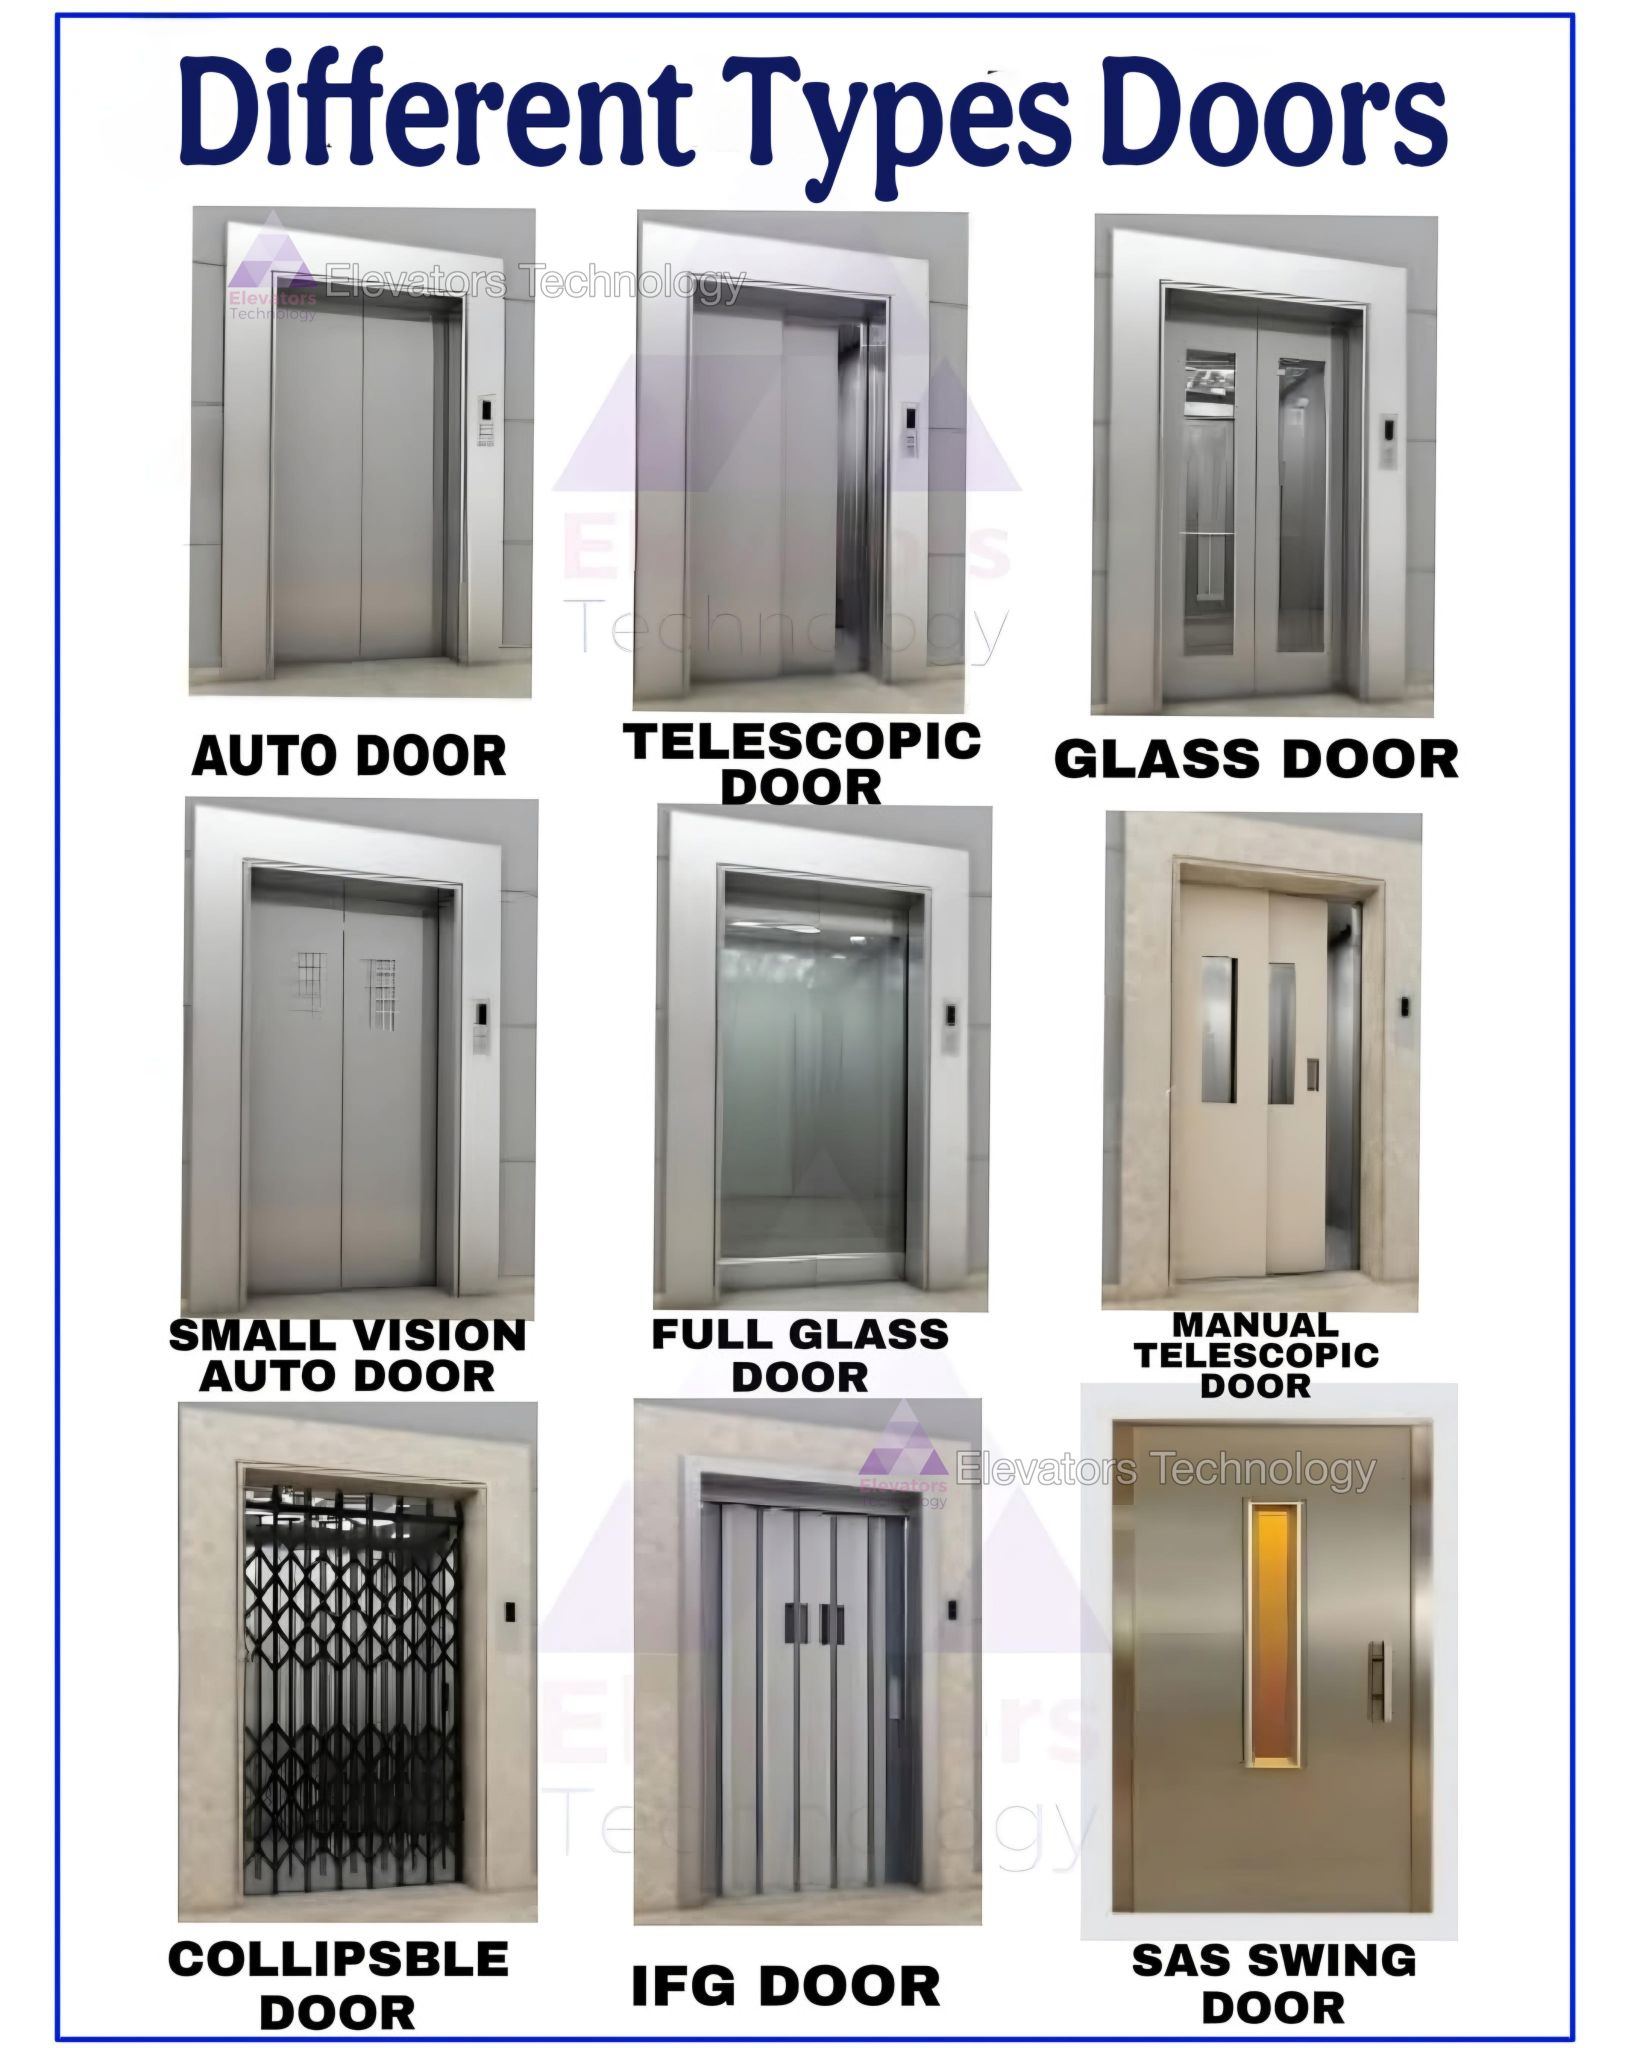 Different Types Doors
Elevators Technology
Elevators
Technology
Elevators
Technology
AUTO DOOR
TELESCOPIC
DOOR
GLASS DOOR
SMALL VISION
AUTO DOOR
FULL GLASS
DOOR
MANUAL
TELESCOPIC
DOOR
Elevators Technology
Elevators
Technology
Elevators
Technology
COLLIPSBLE
DOOR
IFG DOOR
SAS SWING
DOOR